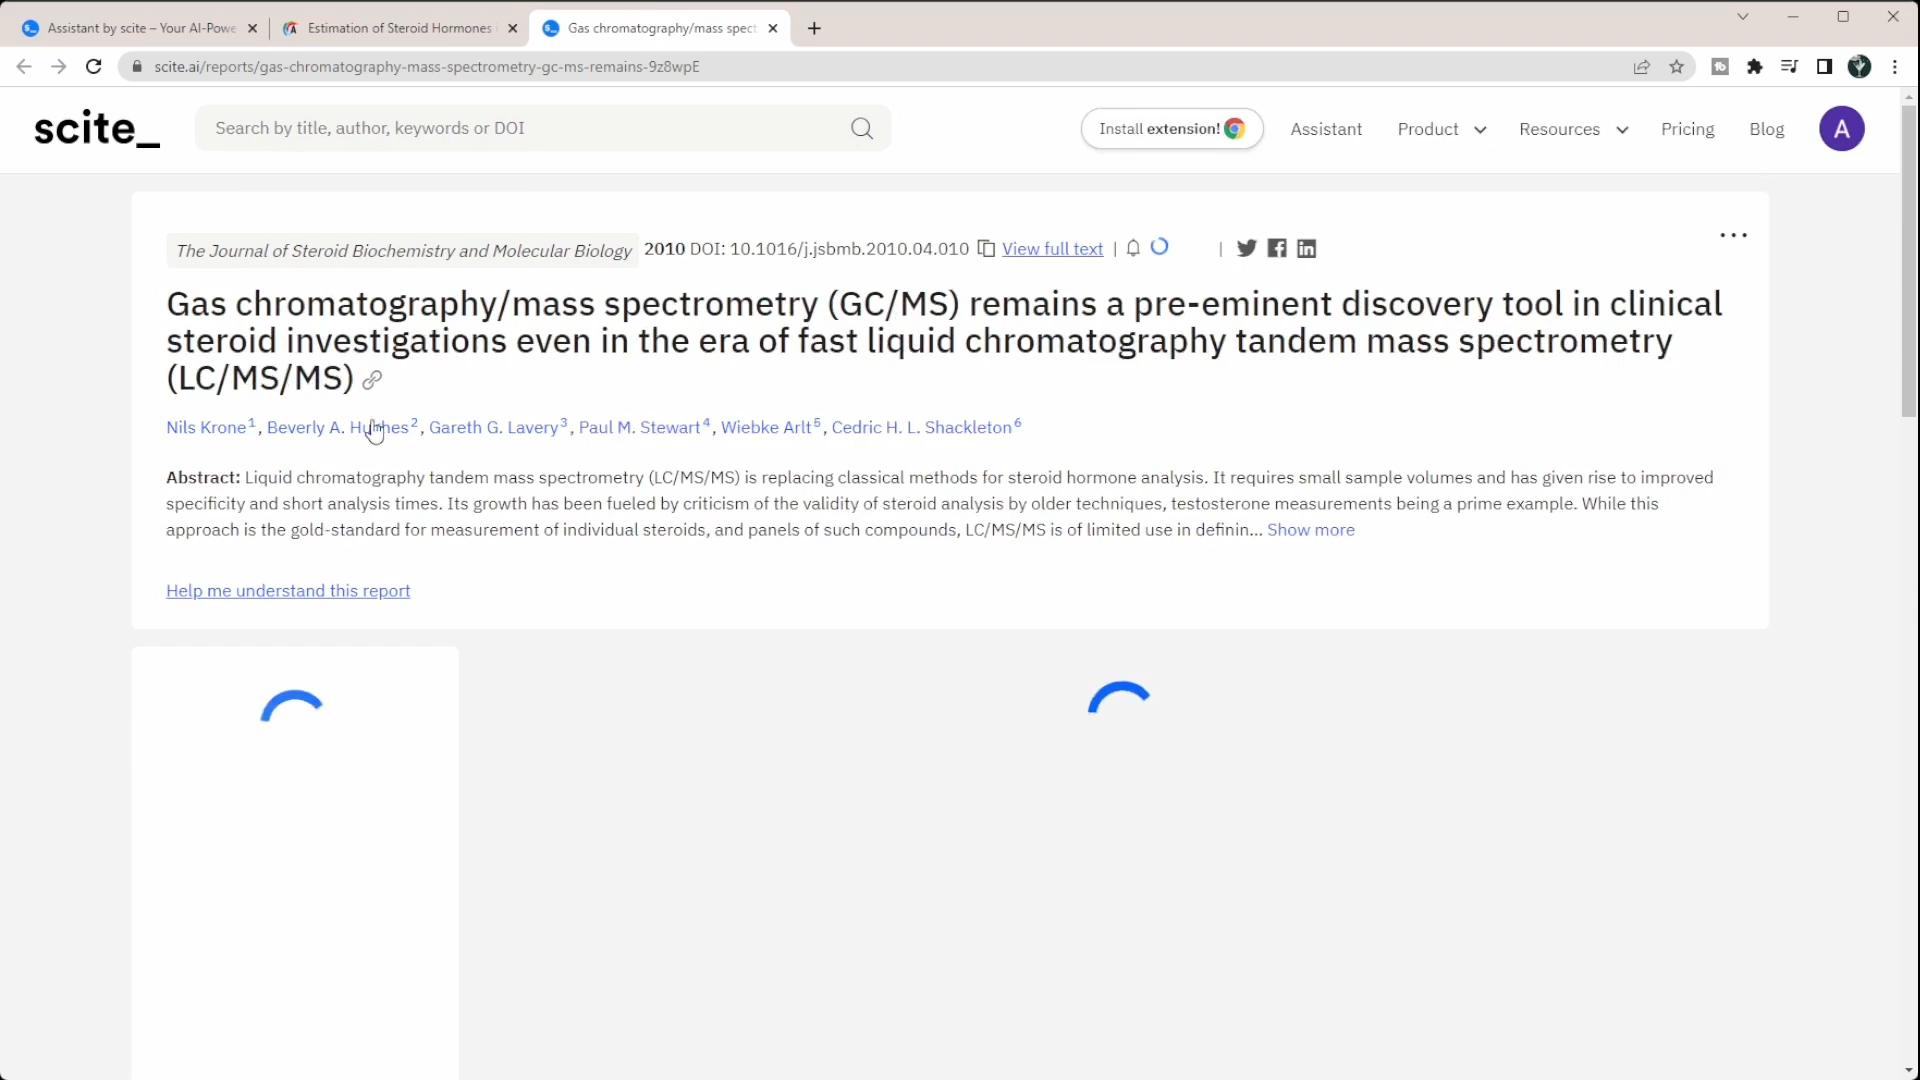 Assistant by scite – Your AI-Powe
Estimation of Steroid Hormones
Gas chromatography/mass spect
scite.ai/reports/gas-chromatography-mass-spectrometry-gc-ms-remains-9z8wpE
scite_
Search by title, author, keywords or DOI
Install extension!
Assistant
Product
Resources
Pricing
Blog
A
The Journal of Steroid Biochemistry and Molecular Biology 2010 DOI: 10.1016/j.jsbmb.2010.04.010 View full text | |
Gas chromatography/mass spectrometry (GC/MS) remains a pre-eminent discovery tool in clinical
steroid investigations even in the era of fast liquid chromatography tandem mass spectrometry
(LC/MS/MS)
Nils Krone1, Beverly A. Hughes2, Gareth G. Lavery3, Paul M. Stewart4, Wiebke Arlt5, Cedric H. L. Shackleton6
Abstract: Liquid chromatography tandem mass spectrometry (LC/MS/MS) is replacing classical methods for steroid hormone analysis. It requires small sample volumes and has given rise to improved
specificity and short analysis times. Its growth has been fueled by criticism of the validity of steroid analysis by older techniques, testosterone measurements being a prime example. While this
approach is the gold-standard for measurement of individual steroids, and panels of such compounds, LC/MS/MS is of limited use in definin... Show more
Help me understand this report